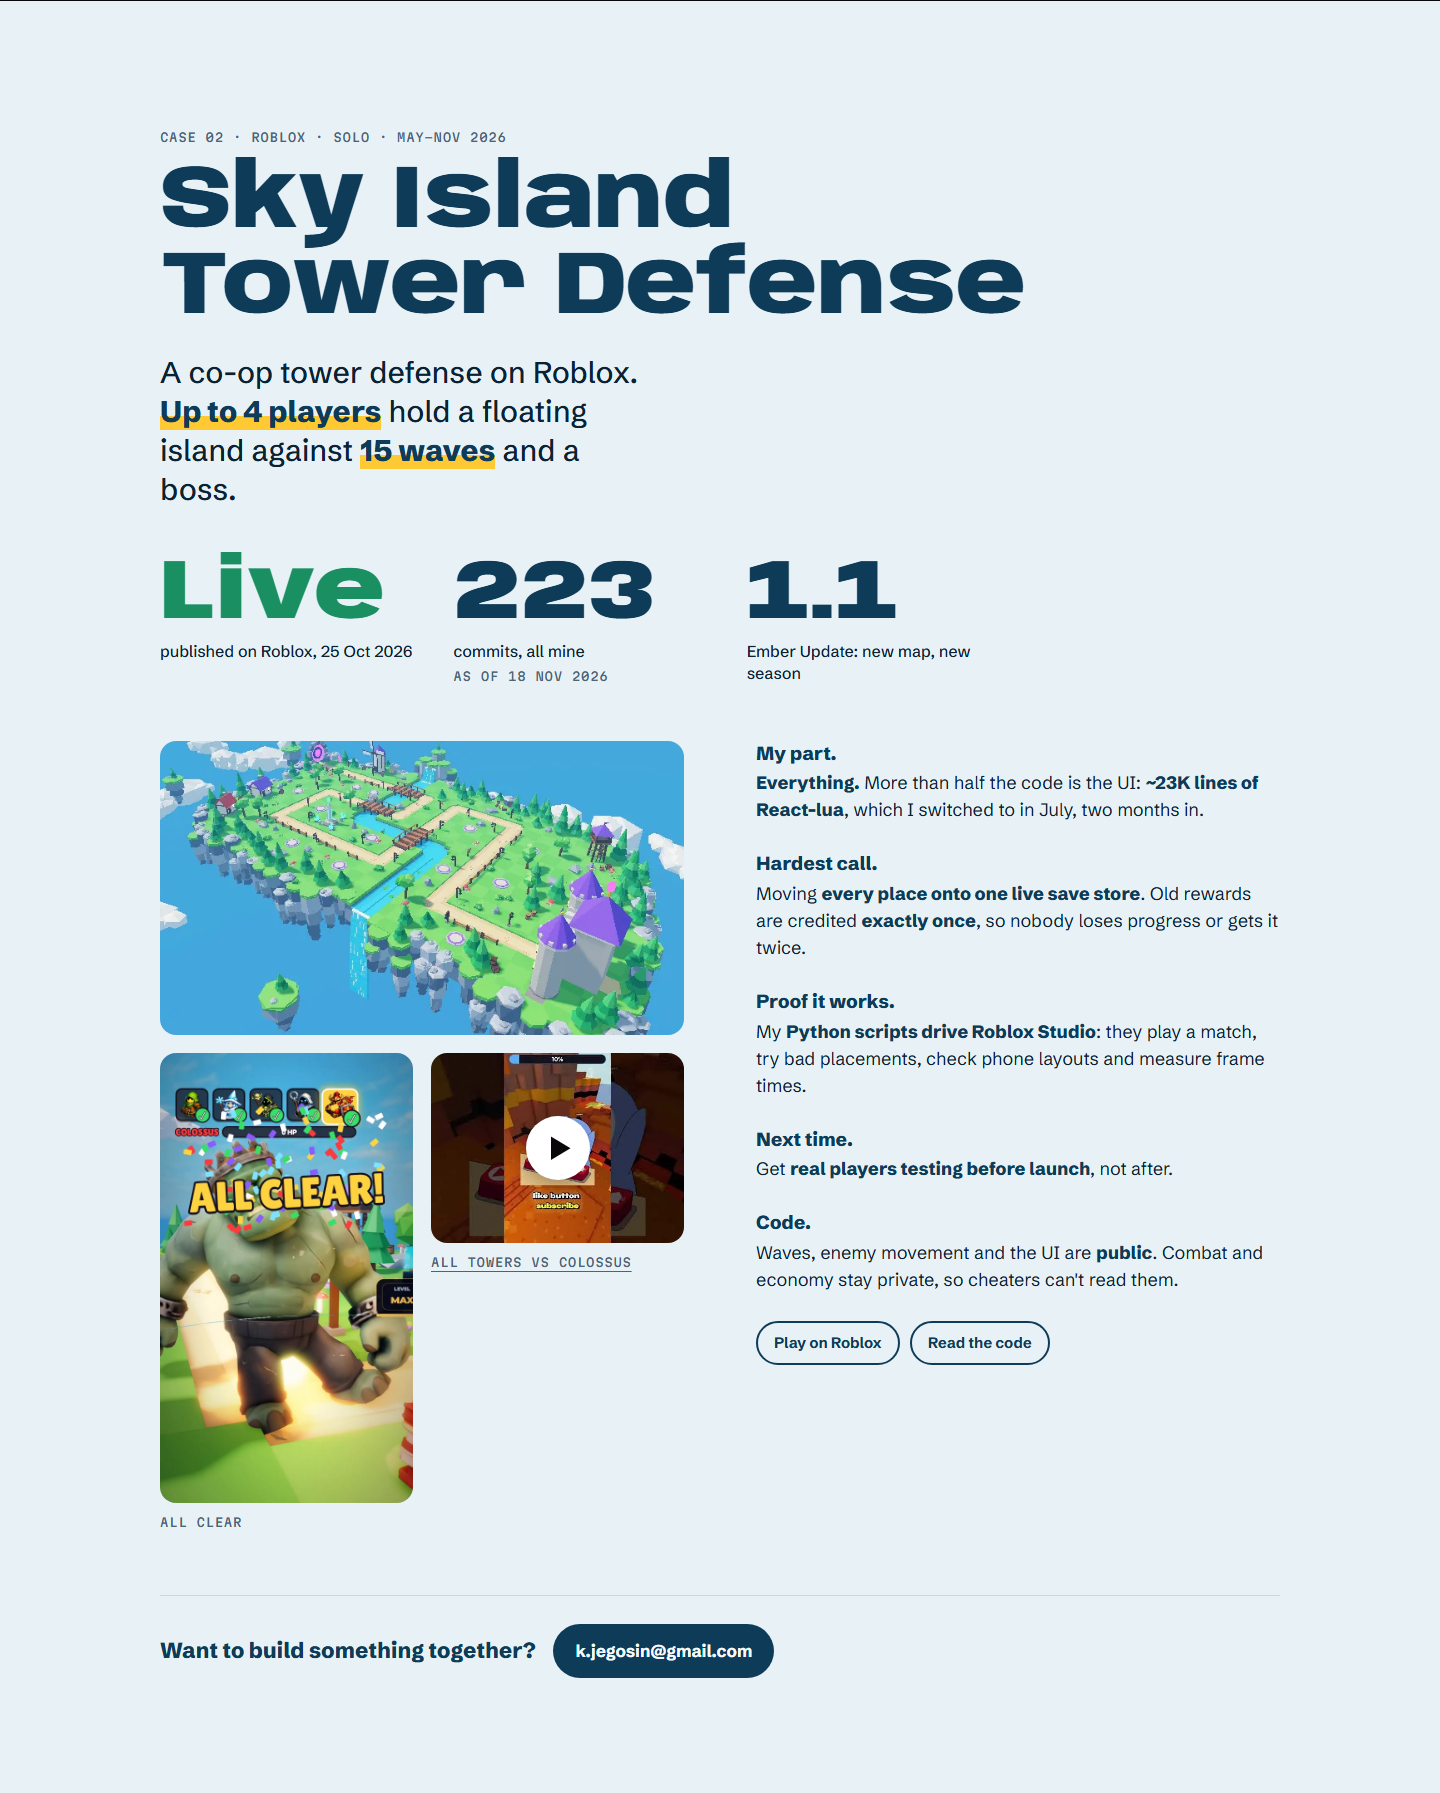 CASE 02 · ROBLOX · SOLO · MAY–NOV 2026
Sky Island
Tower Defense
A co-op tower defense on Roblox.
Up to 4 players hold a floating
island against 15 waves and a
boss.
Live
published on Roblox, 25 Oct 2026
223
commits, all mine
AS OF 18 NOV 2026
1.1
Ember Update: new map, new
season
COLOSSUS
HP
ALL CLEAR!
LEVEL
MAX
ALL CLEAR
10%
like button
subscribe
ALL TOWERS VS COLOSSUS
My part.
Everything. More than half the code is the UI: ~23K lines of
React-lua, which I switched to in July, two months in.
Hardest call.
Moving every place onto one live save store. Old rewards
are credited exactly once, so nobody loses progress or gets it
twice.
Proof it works.
My Python scripts drive Roblox Studio: they play a match,
try bad placements, check phone layouts and measure frame
times.
Next time.
Get real players testing before launch, not after.
Code.
Waves, enemy movement and the UI are public. Combat and
economy stay private, so cheaters can't read them.
Play on Roblox
Read the code
Want to build something together?
k.jegosin@gmail.com